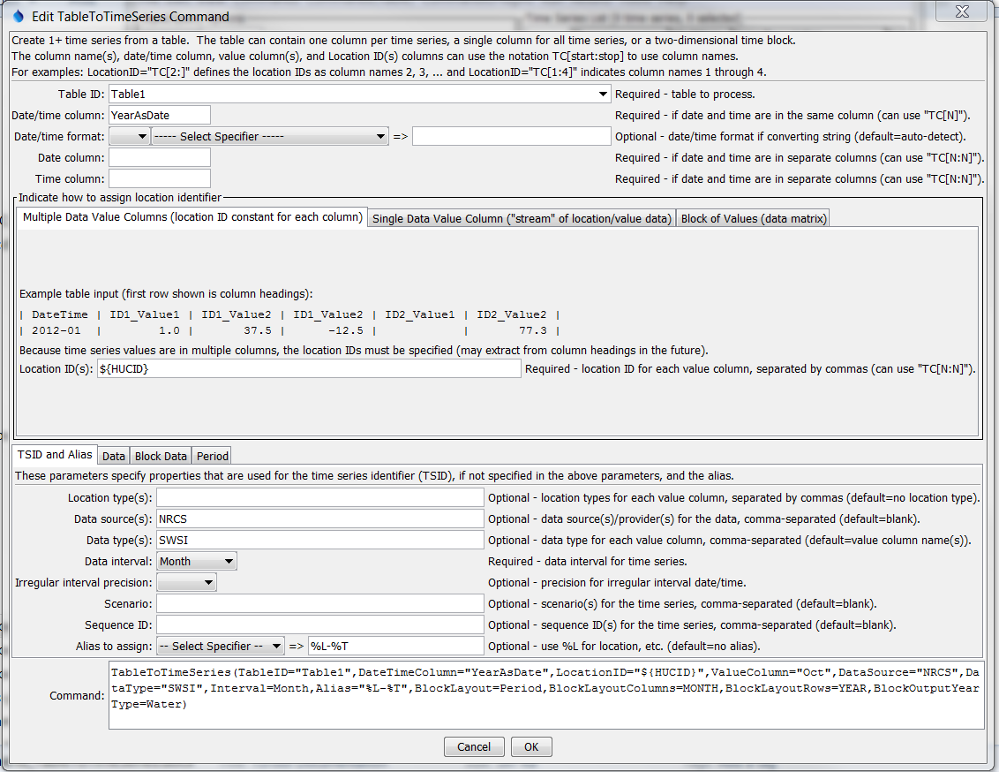 Edit TableToTimeSeries Command
Create 1+ time series from a table. The table can contain one column per time series, a single column for all time series, or a two-dimensional time block.
The column name(s), date/time column, value column(s), and Location ID(s) columns can use the notation TC[start:stop] to use column names.
For examples: LocationID="TC[2:]" defines the location IDs as column names 2, 3, ... and LocationID="TC[1:4]" indicates column names 1 through 4.
Table ID: Table1 Required - table to process.
Date/time column: YearAsDate Required - if date and time are in the same column (can use "TC[N]").
Date/time format: ----- Select Specifier ----- => Optional - date/time format if converting string (default=auto-detect).
Date column: Required - if date and time are in separate columns (can use "TC[N:N]").
Time column: Required - if date and time are in separate columns (can use "TC[N:N]").
Indicate how to assign location identifier
Multiple Data Value Columns (location ID constant for each column) Single Data Value Column ("stream" of location/value data) Block of Values (data matrix)
Example table input (first row shown is column headings):
| DateTime | ID1_Value1 | ID1_Value2 | ID1_Value2 | ID2_Value1 | ID2_Value2 |
| 2012-01 | 1.0 | 37.5 | -12.5 | | 77.3 |
Because time series values are in multiple columns, the location IDs must be specified (may extract from column headings in the future).
Location ID(s): ${HUCID} Required - location ID for each value column, separated by commas (can use "TC[N:N]").
TSID and Alias Data Block Data Period
These parameters specify properties that are used for the time series identifier (TSID), if not specified in the above parameters, and the alias.
Location type(s): Optional - location types for each value column, separated by commas (default=no location type).
Data source(s): NRCS Optional - data source(s)/provider(s) for the data, comma-separated (default=blank).
Data type(s): SWSI Optional - data type for each value column, comma-separated (default=value column name(s)).
Data interval: Month Required - data interval for time series.
Irregular interval precision: Optional - precision for irregular interval date/time.
Scenario: Optional - scenario(s) for the time series, comma-separated (default=blank).
Sequence ID: Optional - sequence ID(s) for the time series, comma-separated (default=blank).
Alias to assign: -- Select Specifier -- => %L-%T Optional - use %L for location, etc. (default=no alias).
Command: TableToTimeSeries(TableID="Table1",DateTimeColumn="YearAsDate",LocationID="${HUCID}",ValueColumn="Oct",DataSource="NRCS",Da
taType="SWSI",Interval=Month,Alias="%L-%T",BlockLayout=Period,BlockLayoutColumns=MONTH,BlockLayoutRows=YEAR,BlockOutputYear
Type=Water)
Cancel OK